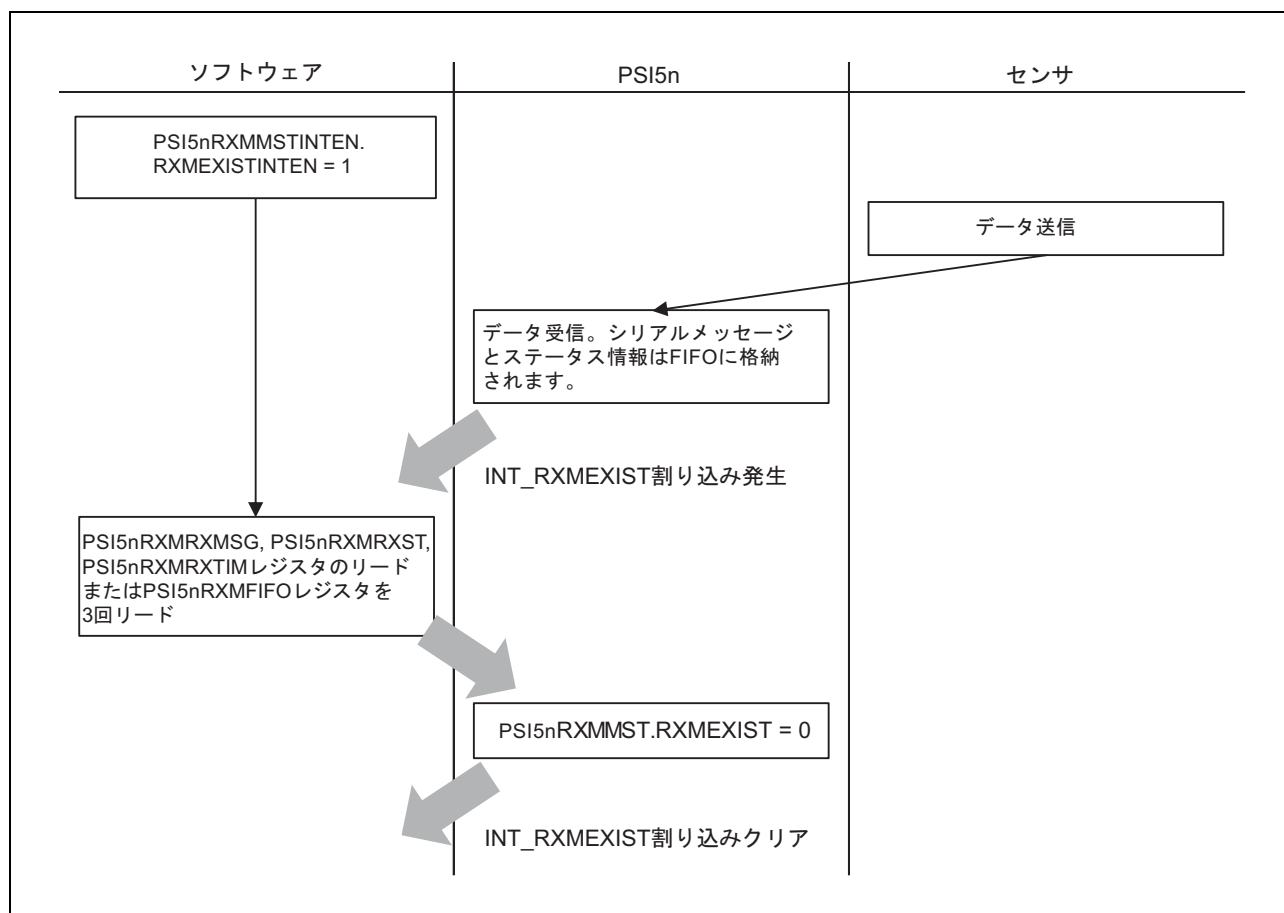 ソフトウェア
PSI5n
センサ
PSI5nRXMMSTINTEN.
RXMEXISTINTEN = 1
データ送信
データ受信。シリアルメッセージ
とステータス情報はFIFOに格納
されます。
INT_RXMEXIST割り込み発生
PSI5nRXMRXMSG, PSI5nRXMRXST,
PSI5nRXMRXTIMレジスタのリード
またはPSI5nRXMFIFOレジスタを
3回リード
PSI5nRXMMST.RXMEXIST = 0
INT_RXMEXIST割り込みクリア